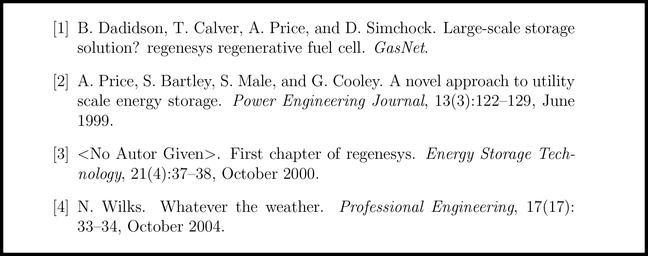 [1] B. Dadidson, T. Calver, A. Price, and D. Simchock. Large-scale storage
solution? regenesys regenerative fuel cell. GasNet.
[2] A. Price, S. Bartley, S. Male, and G. Cooley. A novel approach to utility
scale energy storage. Power Engineering Journal, 13(3):122–129, June
1999.
[3] <No Autor Given>. First chapter of regenesys. Energy Storage Tech-
nology, 21(4):37–38, October 2000.
[4] N. Wilks. Whatever the weather. Professional Engineering, 17(17):
33–34, October 2004.